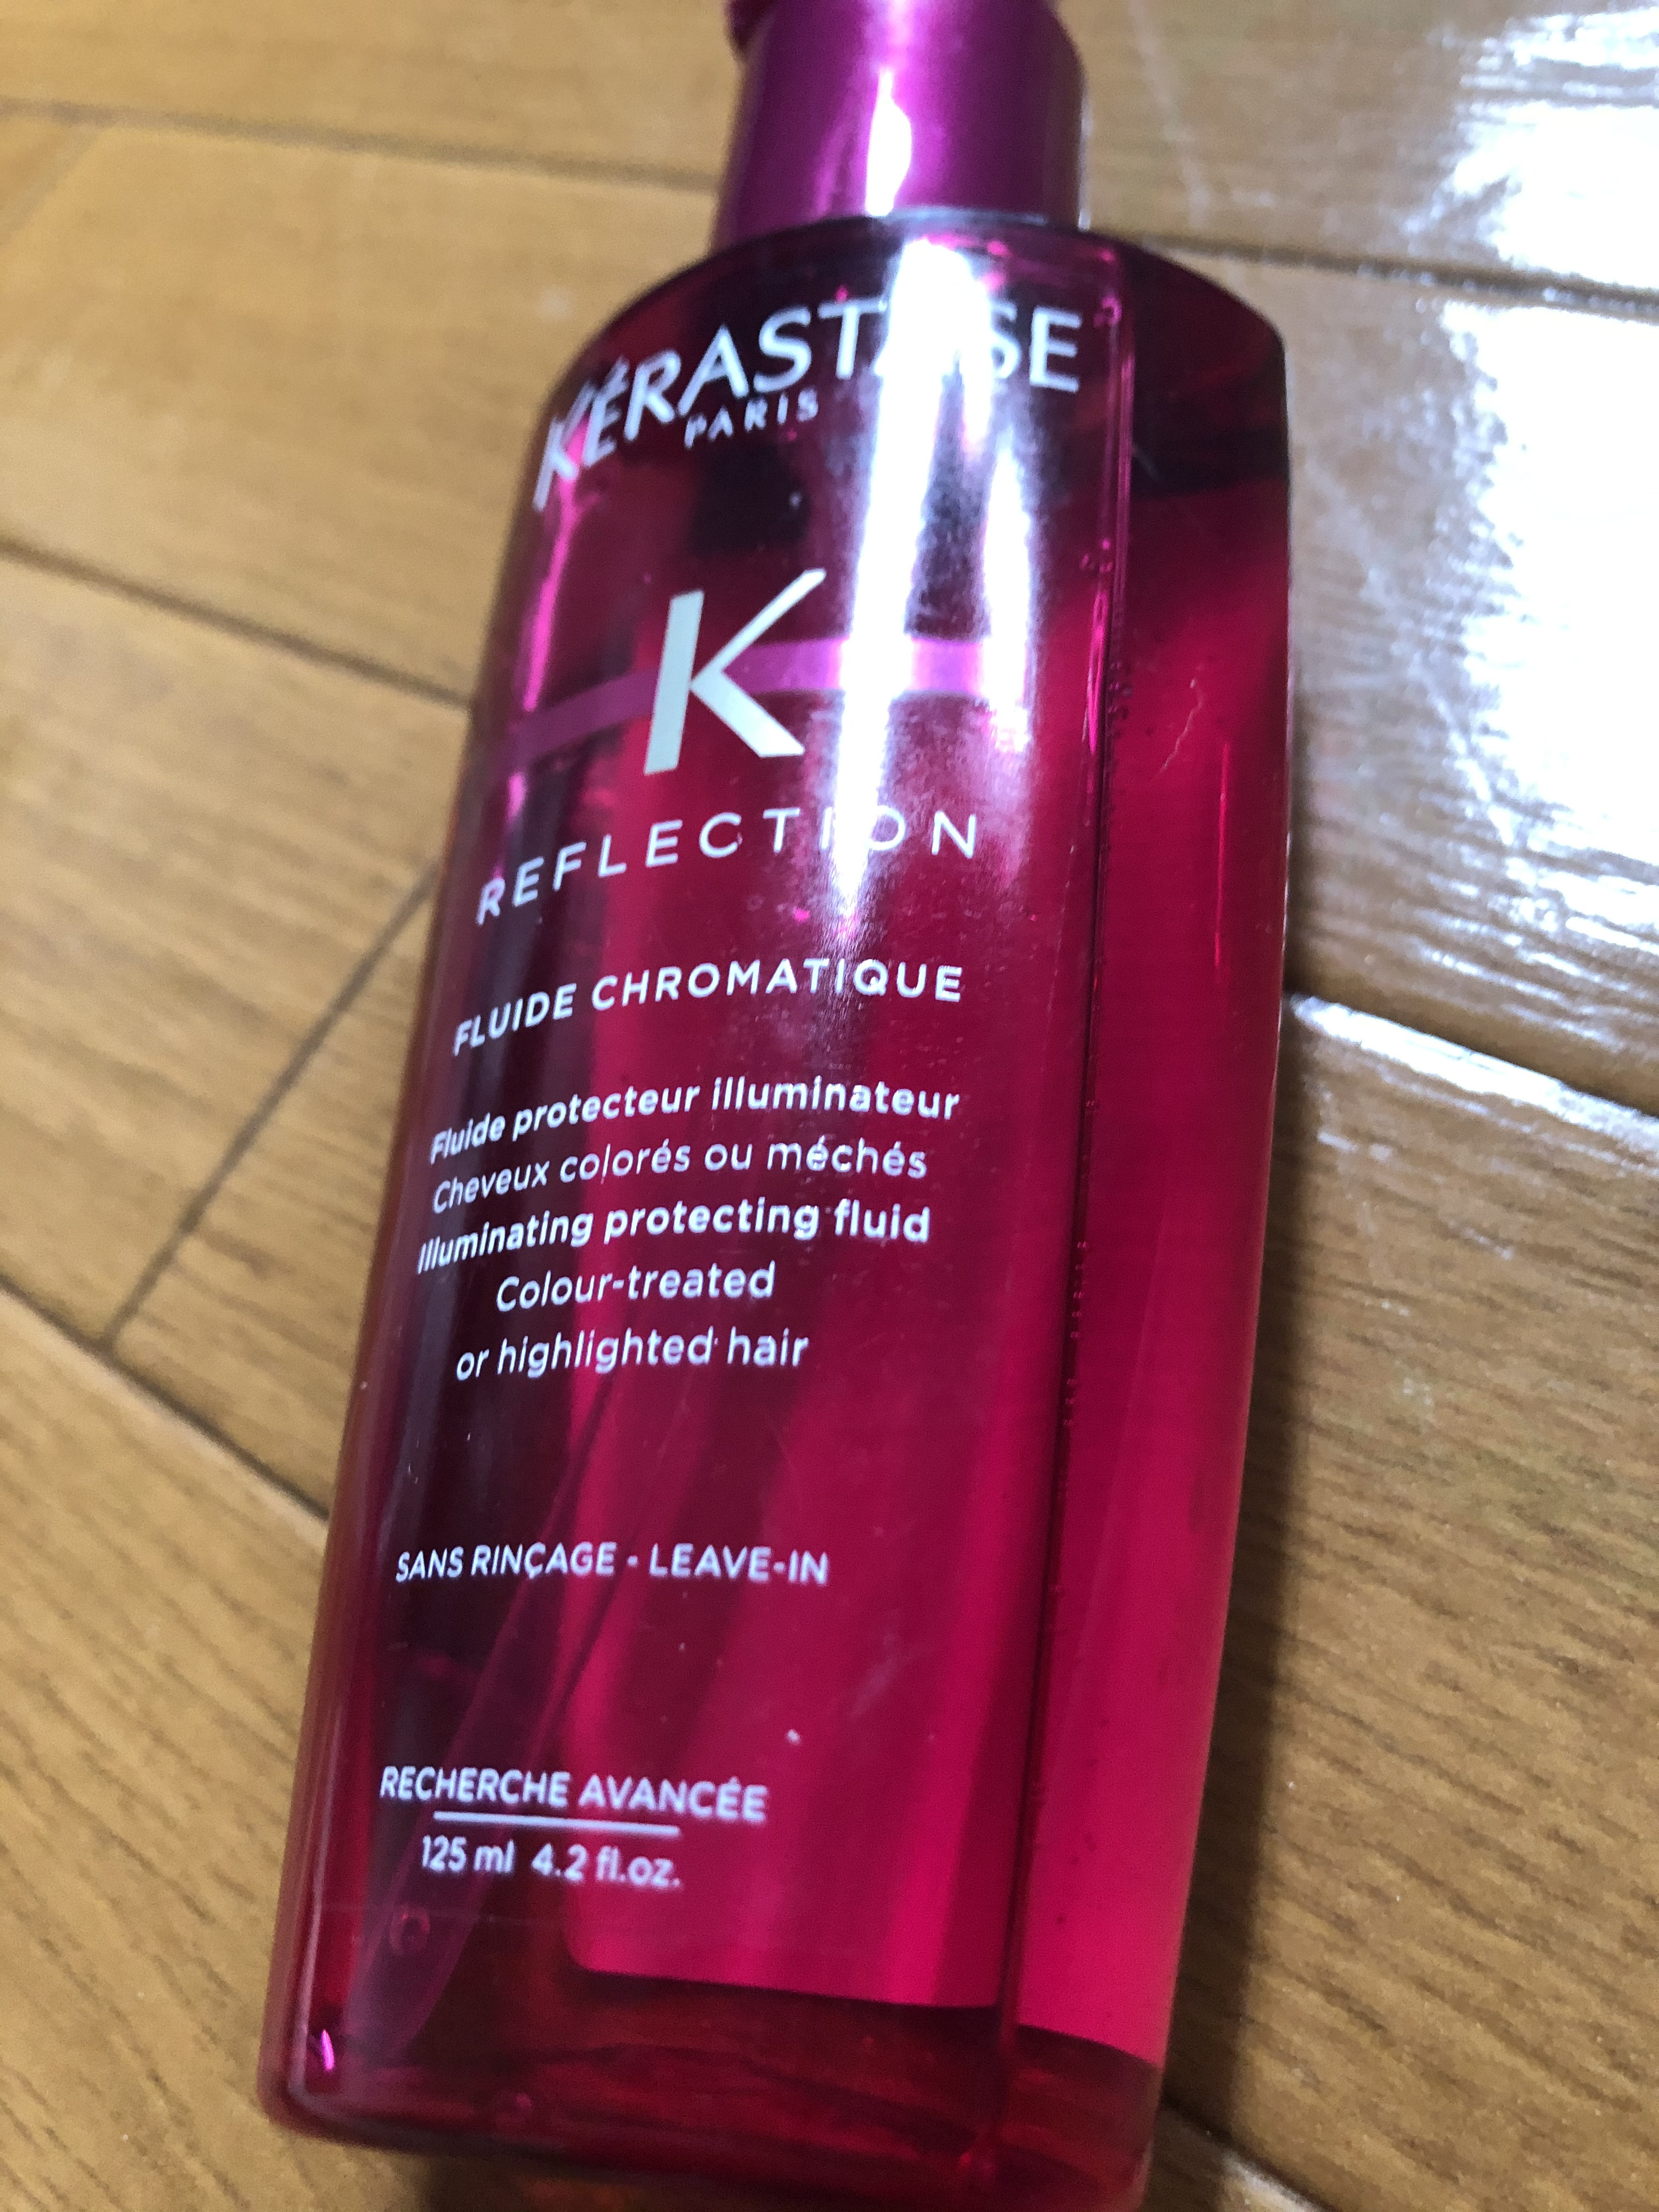 KÉRASTASE
PARIS
K
REFLECTION
FLUIDE CHROMATIQUE
Fluide protecteur illuminateur
Cheveux colorés ou méchés
Illuminating protecting fluid
Colour-treated
or highlighted hair
SANS RINÇAGE - LEAVE-IN
RECHERCHE AVANCÉE
125 ml 4.2 fl.oz.